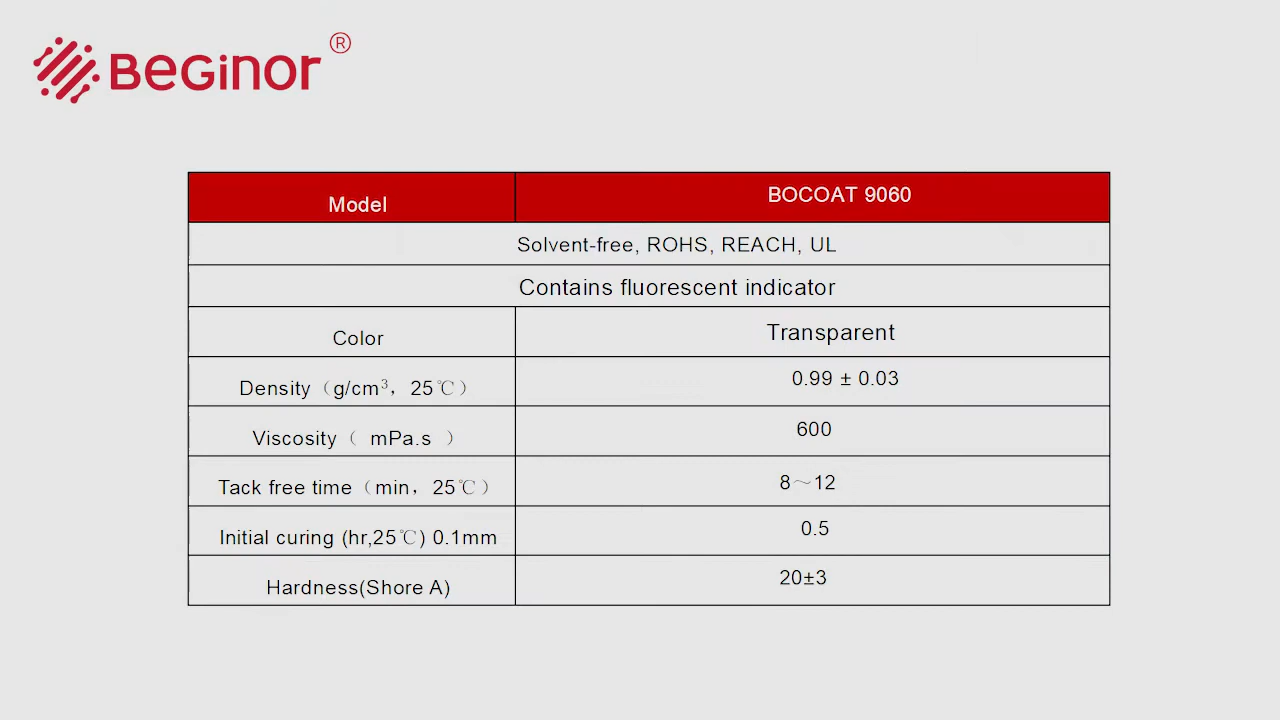 Beginor®
Model BOCOAT 9060
Solvent-free, ROHS, REACH, UL
Contains fluorescent indicator
Color Transparent
Density（g/cm³，25℃） 0.99 ± 0.03
Viscosity（ mPa.s ） 600
Tack free time（min，25℃） 8～12
Initial curing (hr,25℃) 0.1mm 0.5
Hardness(Shore A) 20±3